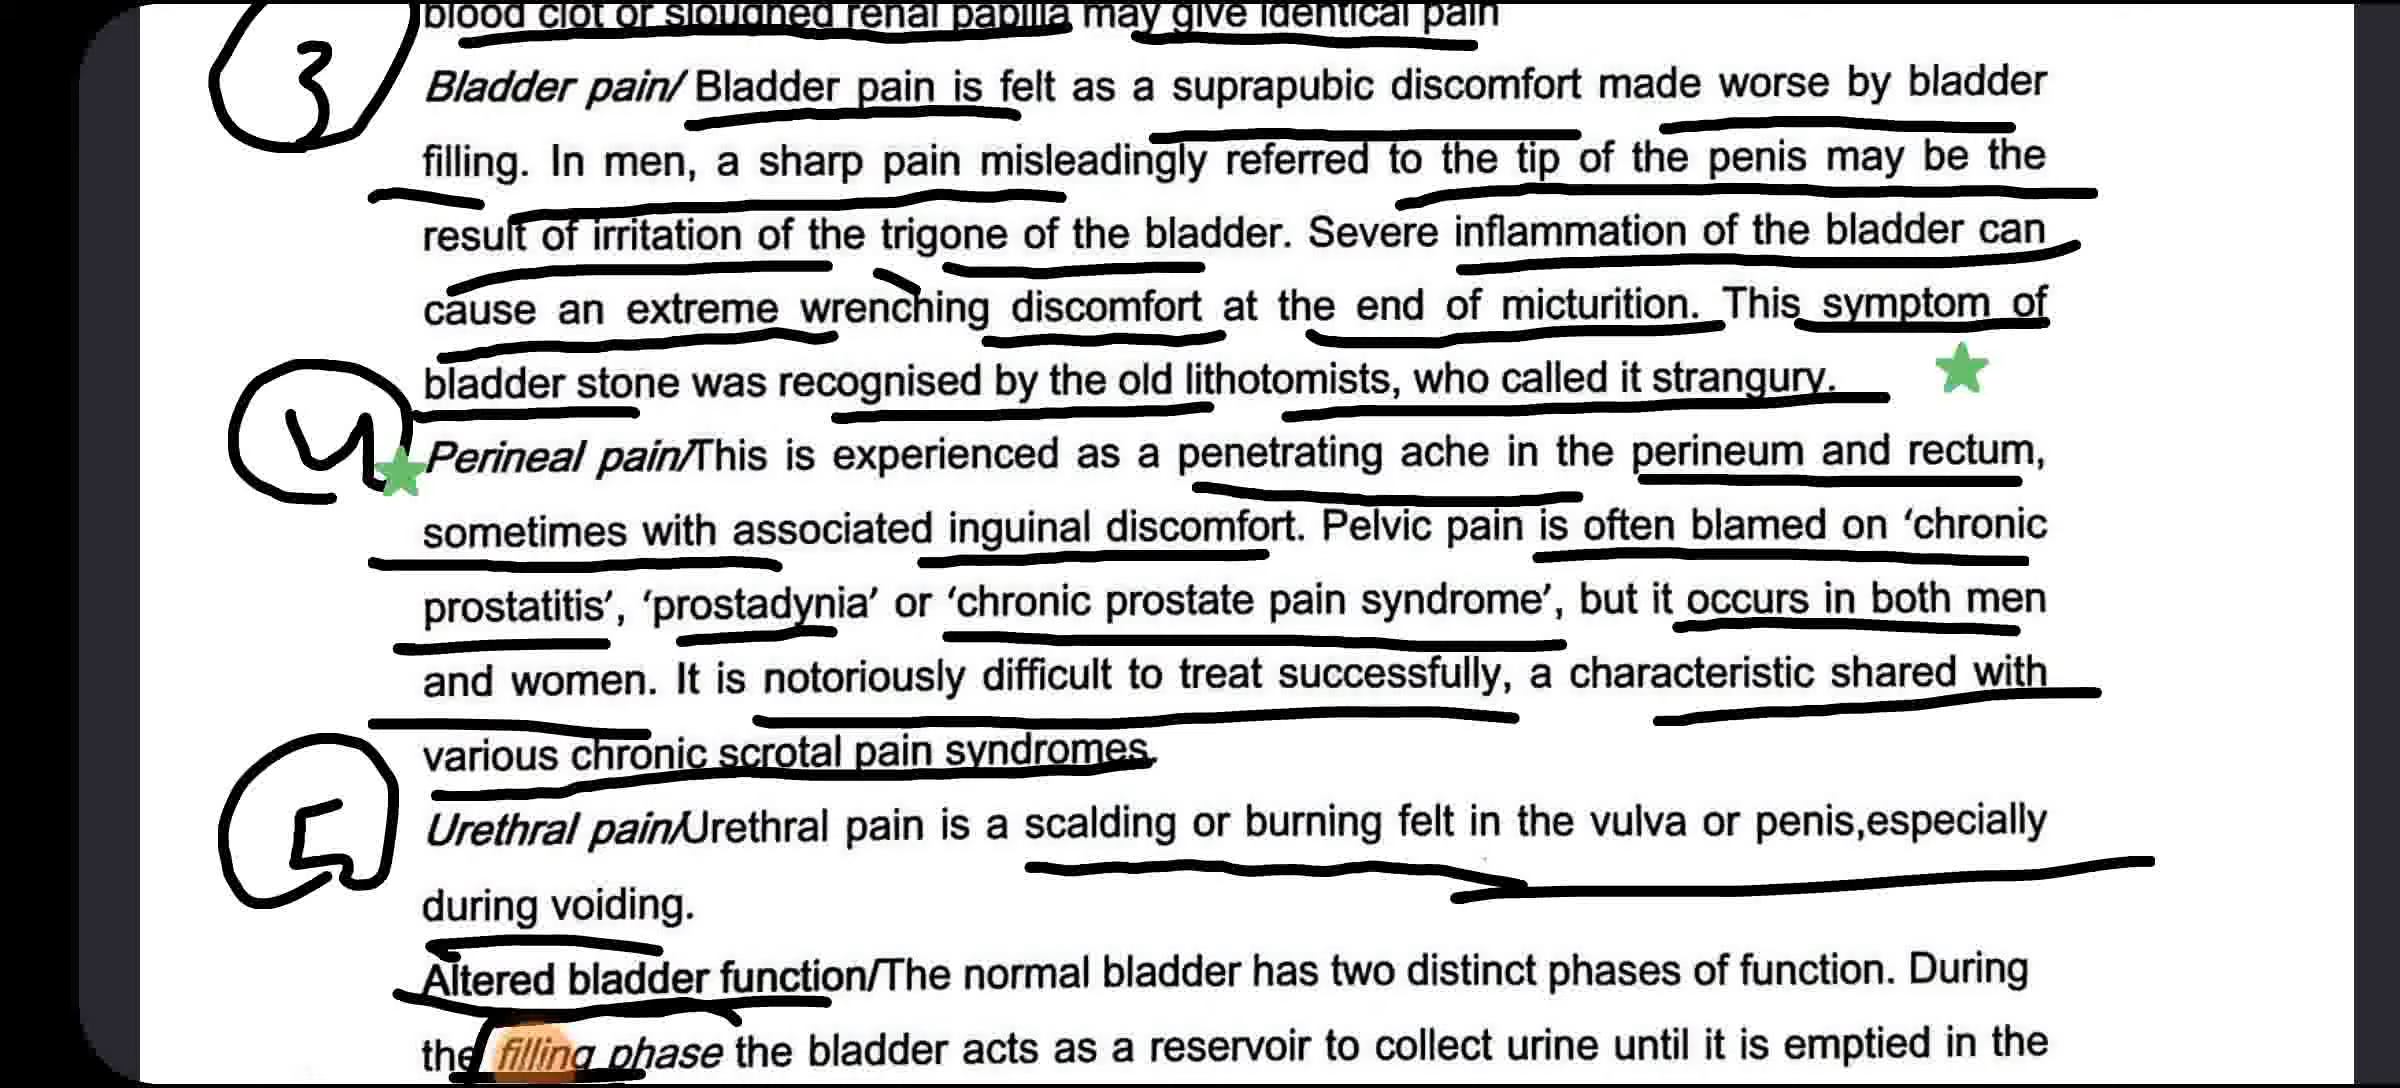 blood clot or sloughed renal papilla may give identical pain
3
Bladder pain/ Bladder pain is felt as a suprapubic discomfort made worse by bladder
filling. In men, a sharp pain misleadingly referred to the tip of the penis may be the
result of irritation of the trigone of the bladder. Severe inflammation of the bladder can
cause an extreme wrenching discomfort at the end of micturition. This symptom of
bladder stone was recognised by the old lithotomists, who called it strangury.
4
Perineal pain/This is experienced as a penetrating ache in the perineum and rectum,
sometimes with associated inguinal discomfort. Pelvic pain is often blamed on ‘chronic
prostatitis’, ‘prostadynia’ or ‘chronic prostate pain syndrome’, but it occurs in both men
and women. It is notoriously difficult to treat successfully, a characteristic shared with
various chronic scrotal pain syndromes.
5
Urethral pain/Urethral pain is a scalding or burning felt in the vulva or penis,especially
during voiding.
Altered bladder function/The normal bladder has two distinct phases of function. During
the filling phase the bladder acts as a reservoir to collect urine until it is emptied in the